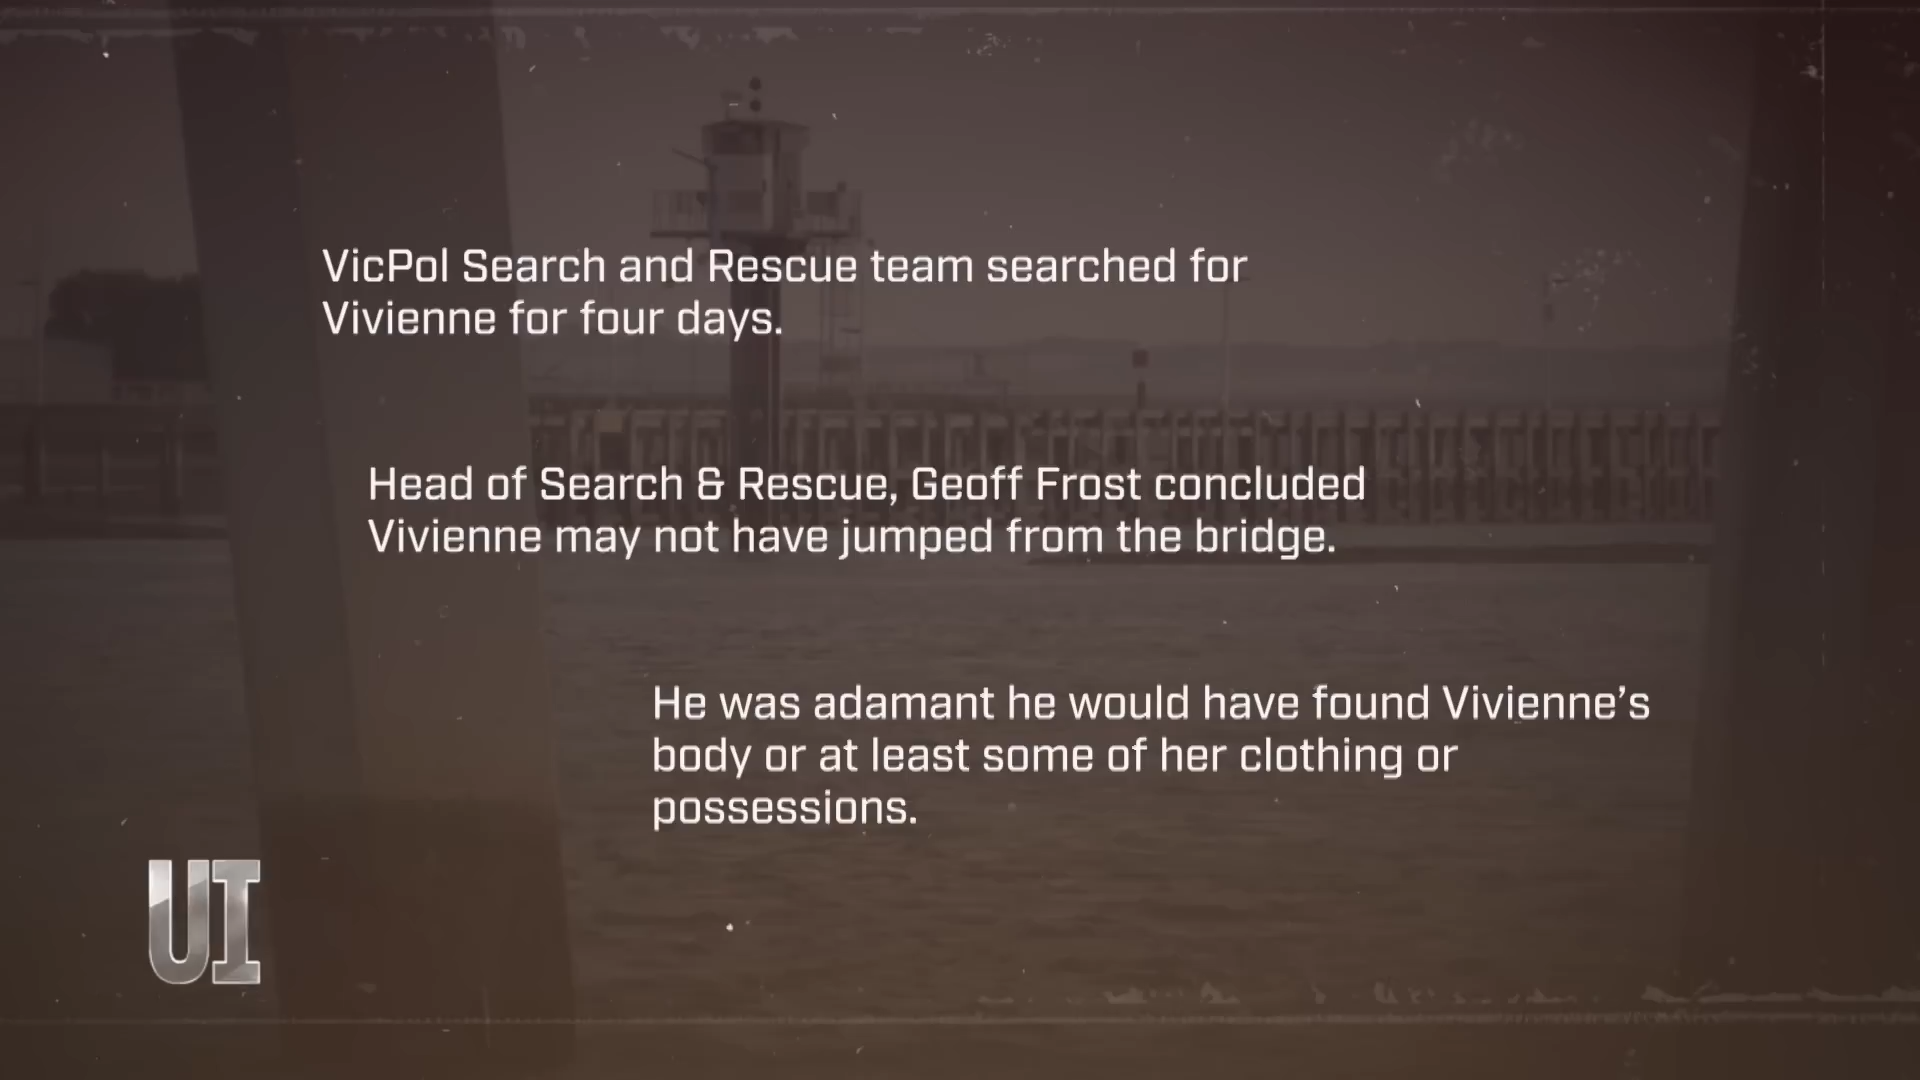 VicPol Search and Rescue team searched for
Vivienne for four days.
Head of Search & Rescue, Geoff Frost concluded
Vivienne may not have jumped from the bridge.
He was adamant he would have found Vivienne's
body or at least some of her clothing or
possessions.
UI